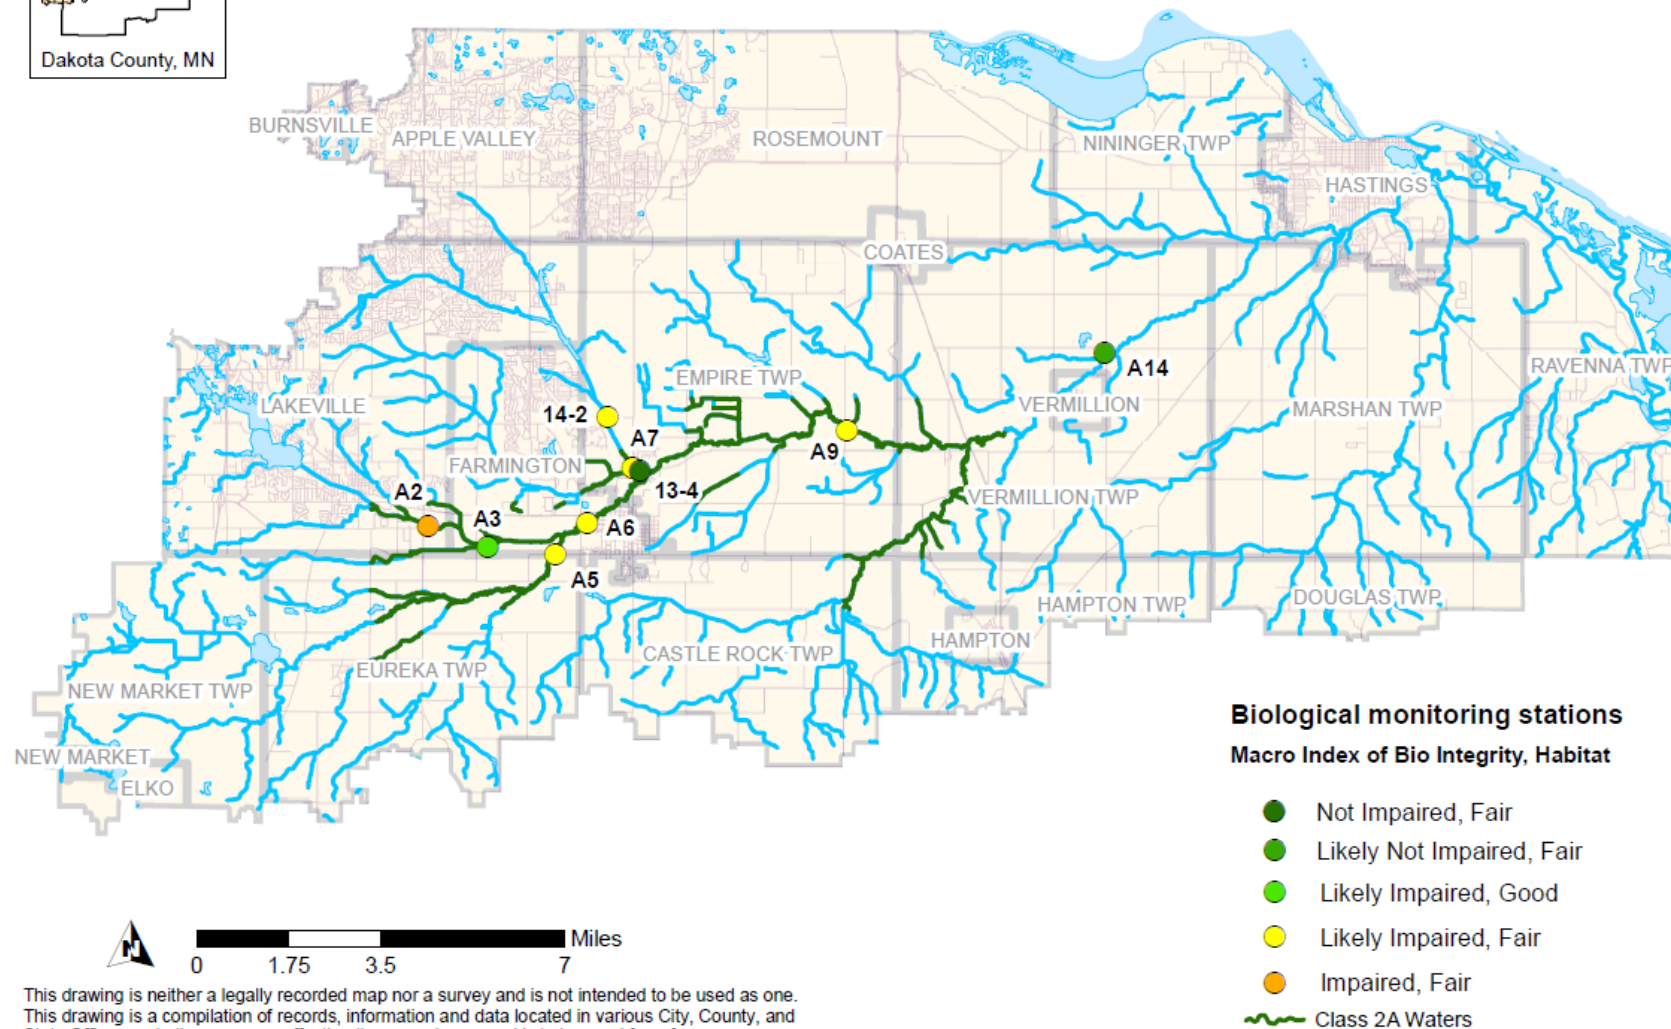 Dakota County, MN
BURNSVILLE
APPLE VALLEY
ROSEMOUNT
NININGER TWP
HASTINGS
COATES
RAVENNA TWP
A14
EMPIRE TWP
LAKEVILLE
14-2
VERMILLION
MARSHAN TWP
A7
A9
FARMINGTON
A2
13-4
VERMILLION TWP
A3
A6
A5
HAMPTON TWP
DOUGLAS TWP
HAMPTON
CASTLE ROCK TWP
EUREKA TWP
NEW MARKET TWP
NEW MARKET
ELKO
Biological monitoring stations
Macro Index of Bio Integrity, Habitat
Not Impaired, Fair
Likely Not Impaired, Fair
Likely Impaired, Good
Likely Impaired, Fair
Impaired, Fair
Class 2A Waters
N
Miles
0 1.75 3.5 7
This drawing is neither a legally recorded map nor a survey and is not intended to be used as one.
This drawing is a compilation of records, information and data located in various City, County, and